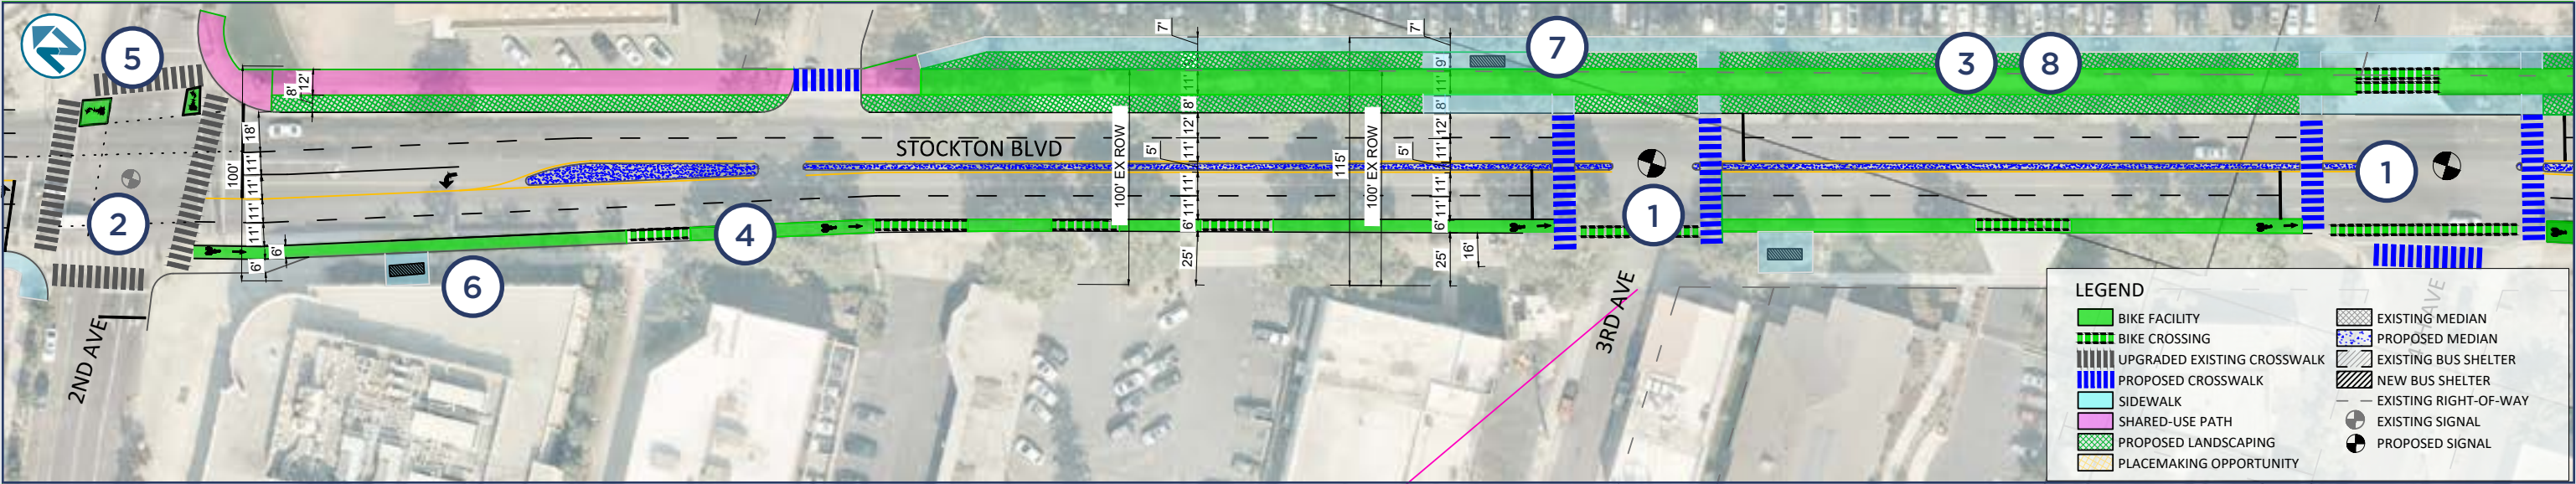 5
2
8'
12'
100'
18'
11'
11'
11'
11'
6'
6'
6
4
STOCKTON BLVD
100' EX ROW
7'
9'
11'
8'
12'
11'
5'
11'
6' 11'
25'
115'
100' EX ROW
7'
9'
11'
8'
12'
11'
5'
11'
6' 11'
25'
16'
7
3
8
1
1
2ND AVE
3RD AVE
LEGEND
BIKE FACILITY
BIKE CROSSING
UPGRADED EXISTING CROSSWALK
PROPOSED CROSSWALK
SIDEWALK
SHARED-USE PATH
PROPOSED LANDSCAPING
PLACEMAKING OPPORTUNITY
EXISTING MEDIAN
PROPOSED MEDIAN
EXISTING BUS SHELTER
NEW BUS SHELTER
EXISTING RIGHT-OF-WAY
EXISTING SIGNAL
PROPOSED SIGNAL